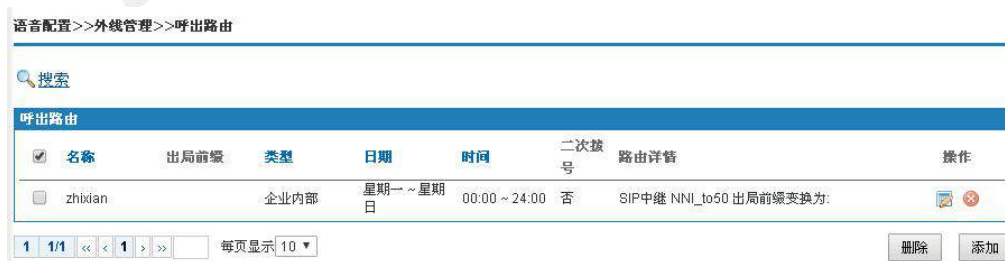 语音配置>>外线管理>>呼出路由
搜索
呼出路由
名称 出局前缀 类型 日期 时间 二次拨号 路由详情 操作
zhixian 企业内部 星期一 ~ 星期日 00:00 ~ 24:00 否 SIP中继 NNI_to50 出局前缀变换为:
1 1/1 « ‹ 1 › » 每页显示 10 ▼ 删除 添加